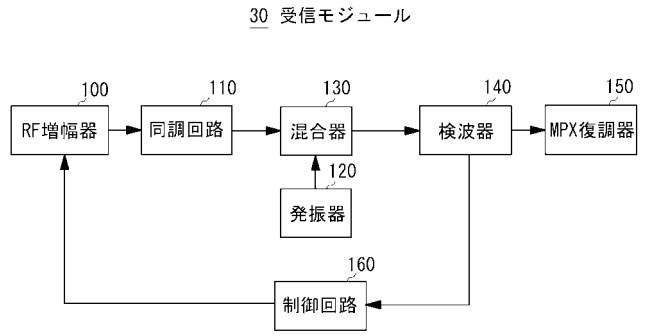 30 受信モジュール
100
RF増幅器
110
同調回路
130
混合器
140
検波器
150
MPX復調器
120
発振器
160
制御回路